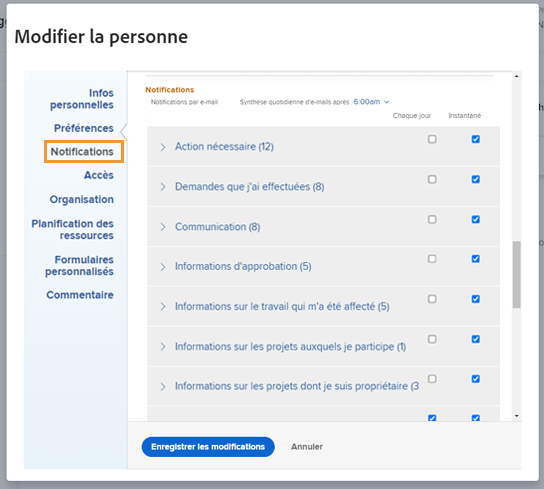 Modifier la personne
Infos
personnelles
Préférences
Notifications
Accès
Organisation
Planification des
ressources
Formulaires
personnalisés
Commentaire
Notifications
Notifications par e-mail
Synthèse quotidienne d'e-mails après 6:00am
Chaque jour
Instantané
Action nécessaire (12)
Demandes que j'ai effectuées (8)
Communication (8)
Informations d'approbation (5)
Informations sur le travail qui m'a été affecté (5)
Informations sur les projets auxquels je participe (1)
Informations sur les projets dont je suis propriétaire (3
Enregistrer les modifications
Annuler